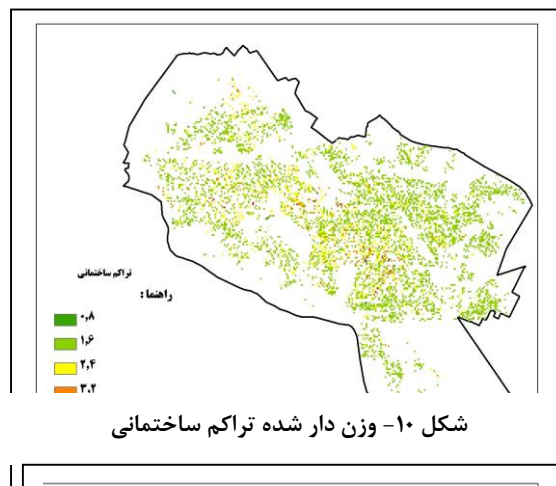 تراکم ساختمانی
راهنما :
۰,۸
۱,۶
۲,۴
۳,۲
شکل ۱۰- وزن دار شده تراکم ساختمانی